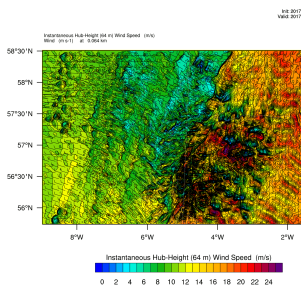 Init: 2017
Valid: 2017
Instantaneous Hub-Height (64 m) Wind Speed (m/s)
Wind (m s-1) at 0.064 km
58°30'N
58°N
57°30'N
57°N
56°30'N
56°N
8°W 6°W 4°W 2°W
Instantaneous Hub-Height (64 m) Wind Speed (m/s)
0 2 4 6 8 10 12 14 16 18 20 22 24